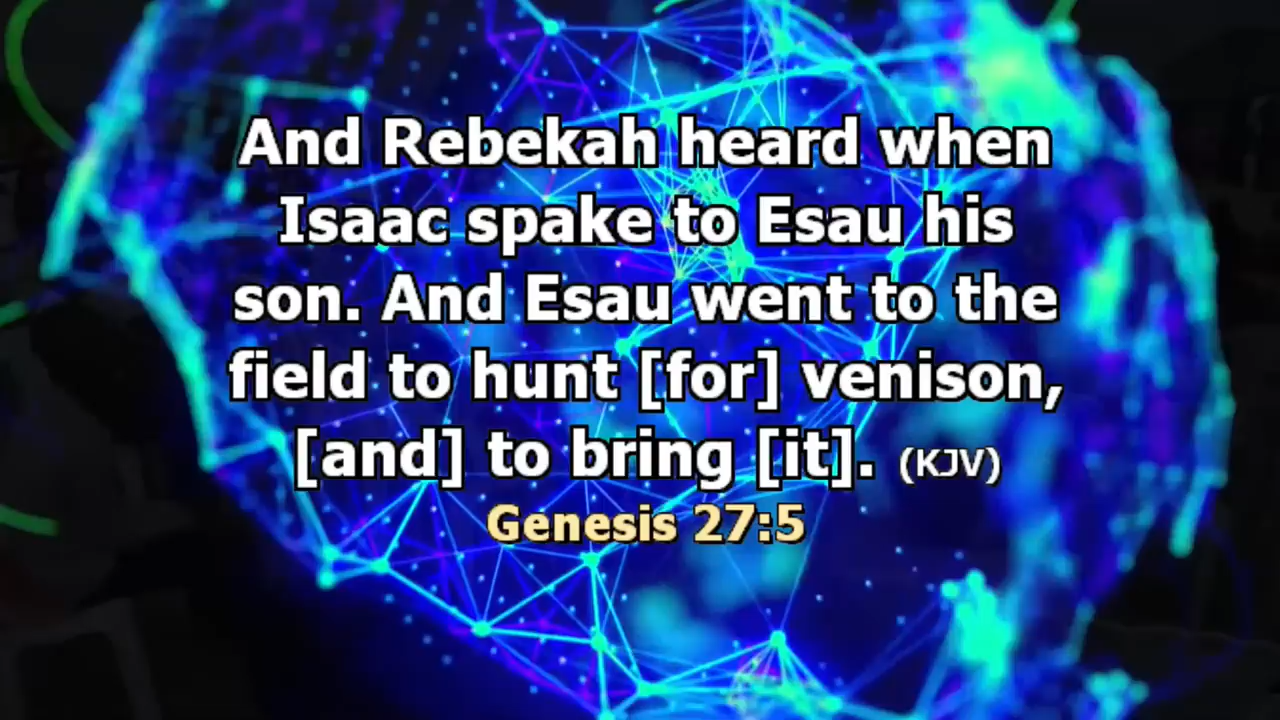 And Rebekah heard when
Isaac spake to Esau his
son. And Esau went to the
field to hunt [for] venison,
[and] to bring [it]. (KJV)
Genesis 27:5